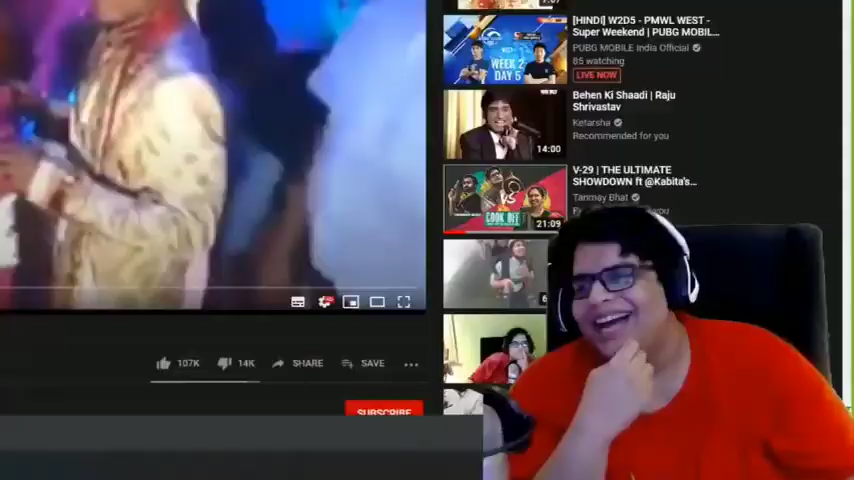 [HINDI] W2D5 - PMWL WEST -
Super Weekend | PUBG MOBIL...
PUBG MOBILE India Official
85 watching
LIVE NOW
WEEK 2
DAY 5
Behen Ki Shaadi | Raju
Shrivastav
Ketarsha
Recommended for you
14:00
V-29 | THE ULTIMATE
SHOWDOWN ft @Kabita's...
Tanmay Bhat
VS
COOK OFF
21:09
107K
14K
SHARE
SAVE
SUBSCRIBE